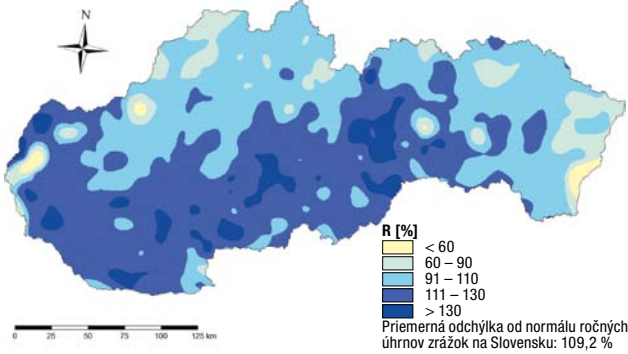 N
R [%]
< 60
60 – 90
91 – 110
111 – 130
> 130
Priemerná odchýlka od normálu ročných
úhrnov zrážok na Slovensku: 109,2 %
0 25 50 75 100 125 km